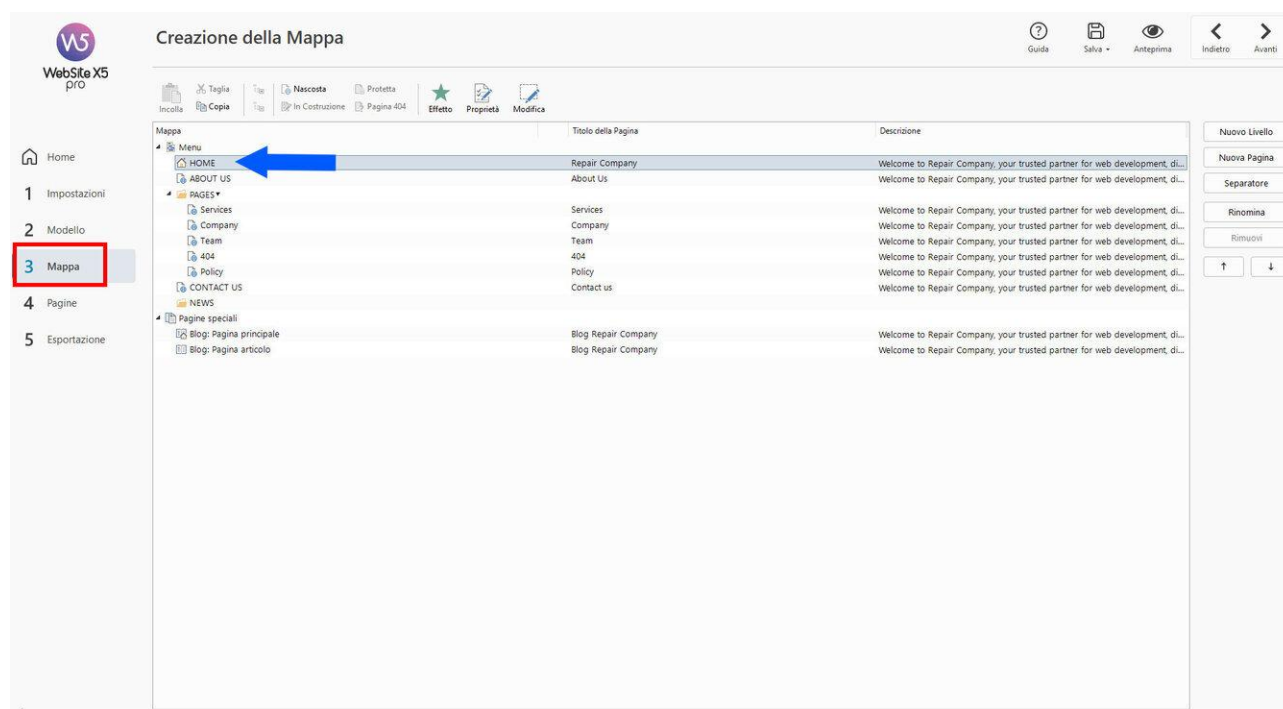 W5
WebSite X5
pro
Creazione della Mappa
Guida
Salva
Anteprima
Indietro
Avanti
Incolla
Taglia
Copia
Nascosta
In Costruzione
Protetta
Pagina 404
Effetto
Proprietà
Modifica
Home
1 Impostazioni
2 Modello
3 Mappa
4 Pagine
5 Esportazione
Mappa Titolo della Pagina Descrizione
Menu
HOME Repair Company Welcome to Repair Company, your trusted partner for web development, di...
ABOUT US About Us Welcome to Repair Company, your trusted partner for web development, di...
PAGES
Services Services Welcome to Repair Company, your trusted partner for web development, di...
Company Company Welcome to Repair Company, your trusted partner for web development, di...
Team Team Welcome to Repair Company, your trusted partner for web development, di...
404 404 Welcome to Repair Company, your trusted partner for web development, di...
Policy Policy Welcome to Repair Company, your trusted partner for web development, di...
CONTACT US Contact us Welcome to Repair Company, your trusted partner for web development, di...
NEWS
Pagine speciali
Blog: Pagina principale Blog Repair Company Welcome to Repair Company, your trusted partner for web development, di...
Blog: Pagina articolo Blog Repair Company Welcome to Repair Company, your trusted partner for web development, di...
Nuovo Livello
Nuova Pagina
Separatore
Rinomina
Rimuovi